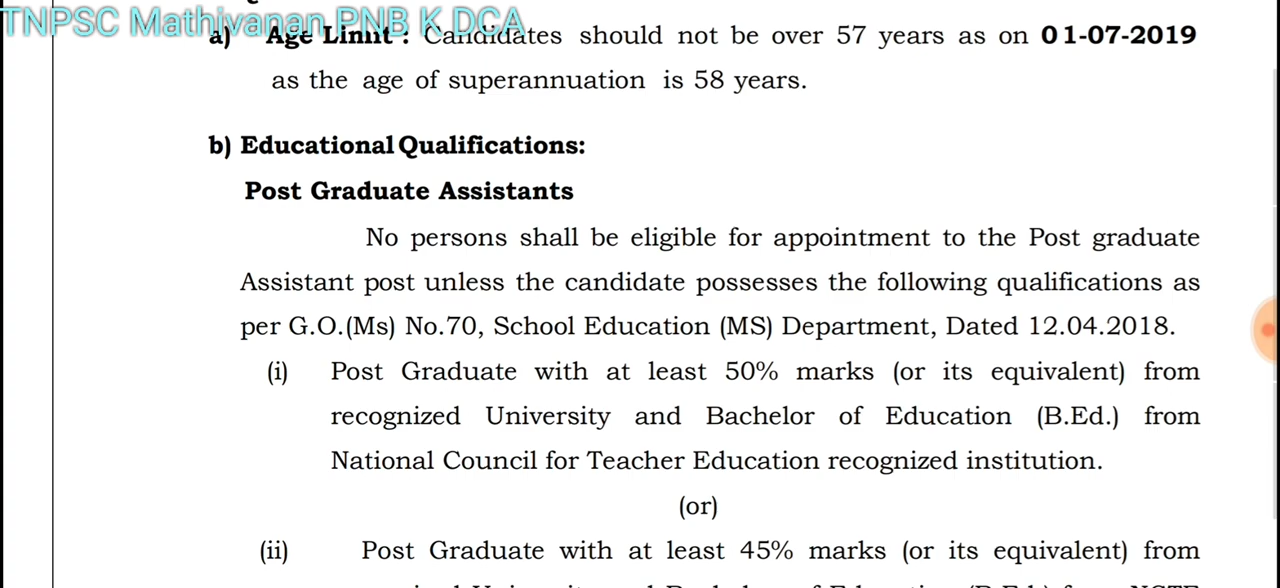 TNPSC Mathivanan PNB K DCA
a) Age Limit : Candidates should not be over 57 years as on 01-07-2019
as the age of superannuation is 58 years.
b) Educational Qualifications:
Post Graduate Assistants
No persons shall be eligible for appointment to the Post graduate
Assistant post unless the candidate possesses the following qualifications as
per G.O.(Ms) No.70, School Education (MS) Department, Dated 12.04.2018.
(i) Post Graduate with at least 50% marks (or its equivalent) from
recognized University and Bachelor of Education (B.Ed.) from
National Council for Teacher Education recognized institution.
(or)
(ii) Post Graduate with at least 45% marks (or its equivalent) from